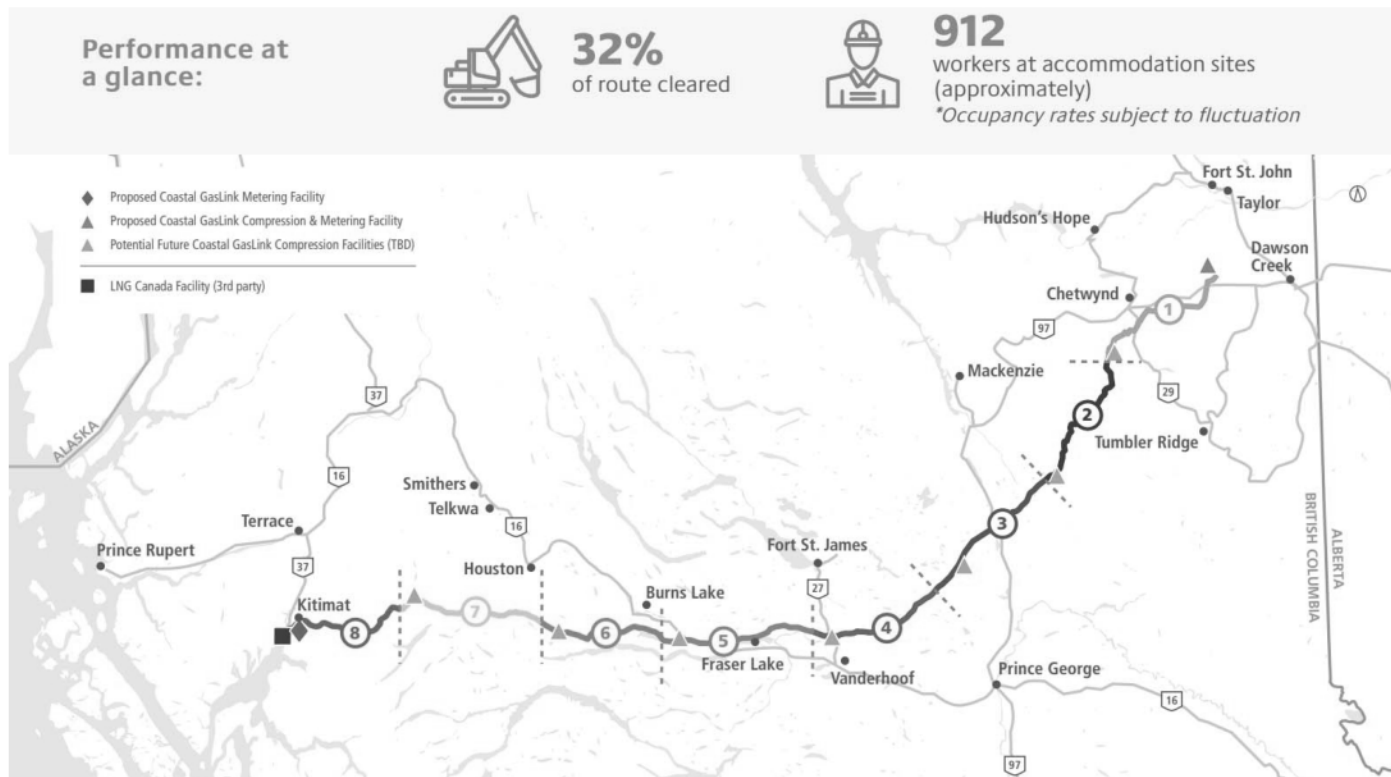 Performance at
a glance:
32%
of route cleared
912
workers at accommodation sites
(approximately)
*Occupancy rates subject to fluctuation
Proposed Coastal GasLink Metering Facility
Proposed Coastal GasLink Compression & Metering Facility
Potential Future Coastal GasLink Compression Facilities (TBD)
LNG Canada Facility (3rd party)
Fort St. John
Taylor
Hudson's Hope
Dawson
Creek
Chetwynd
1
97
Mackenzie
37
29
2
ALASKA
Tumbler Ridge
16
Smithers
Telkwa
BRITISH COLUMBIA
ALBERTA
Terrace
16
3
Prince Rupert
Fort St. James
37
Houston
27
Kitimat
Burns Lake
7
8
6
5
4
Fraser Lake
Vanderhoof
Prince George
16
97